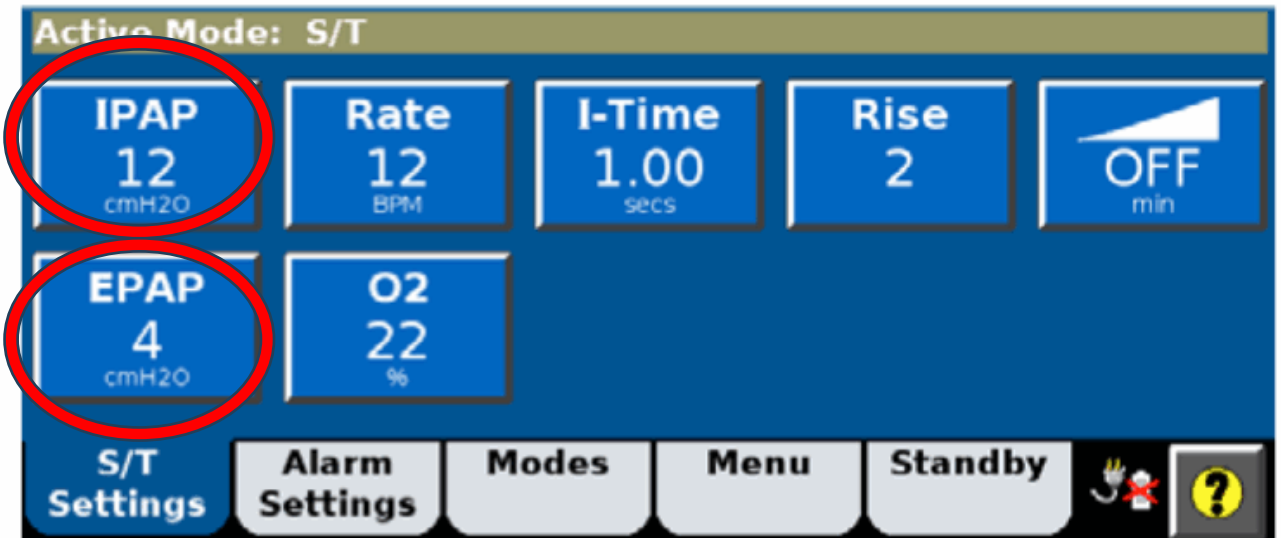 Active Mode: S/T
IPAP
12
cmH2O
Rate
12
BPM
I-Time
1.00
secs
Rise
2
OFF
min
EPAP
4
cmH2O
O2
22
%
S/T
Settings
Alarm
Settings
Modes
Menu
Standby
?